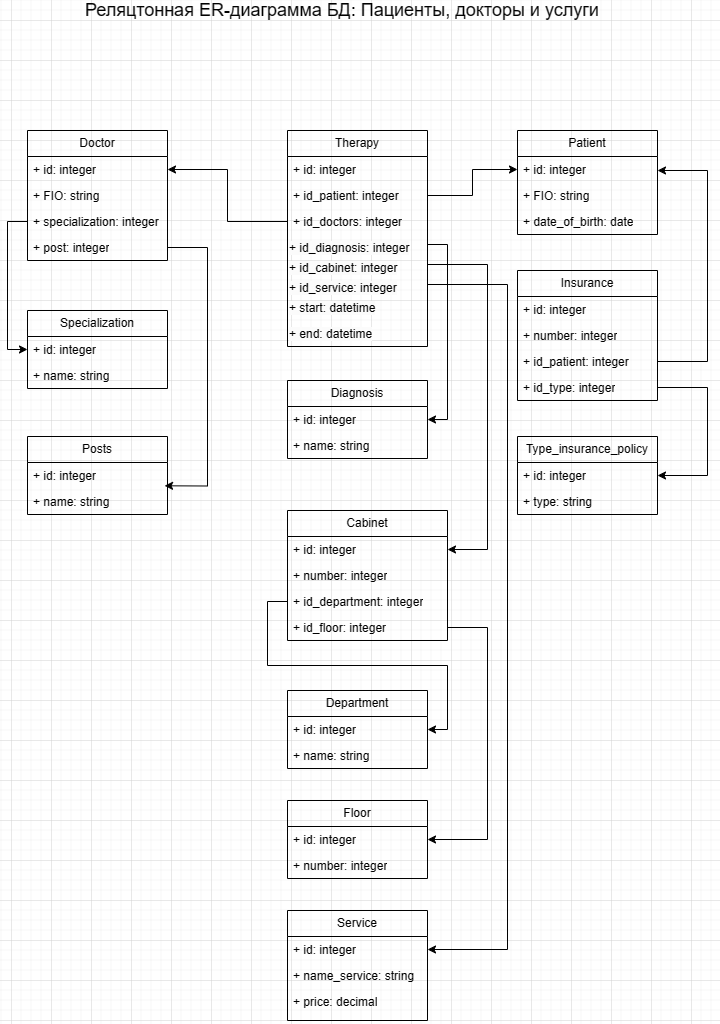 Реляцтонная ER-диаграмма БД: Пациенты, докторы и услуги
Doctor
+ id: integer
+ FIO: string
+ specialization: integer
+ post: integer
Specialization
+ id: integer
+ name: string
Posts
+ id: integer
+ name: string
Therapy
+ id: integer
+ id_patient: integer
+ id_doctors: integer
+ id_diagnosis: integer
+ id_cabinet: integer
+ id_service: integer
+ start: datetime
+ end: datetime
Diagnosis
+ id: integer
+ name: string
Cabinet
+ id: integer
+ number: integer
+ id_department: integer
+ id_floor: integer
Department
+ id: integer
+ name: string
Floor
+ id: integer
+ number: integer
Service
+ id: integer
+ name_service: string
+ price: decimal
Patient
+ id: integer
+ FIO: string
+ date_of_birth: date
Insurance
+ id: integer
+ number: integer
+ id_patient: integer
+ id_type: integer
Type_insurance_policy
+ id: integer
+ type: string